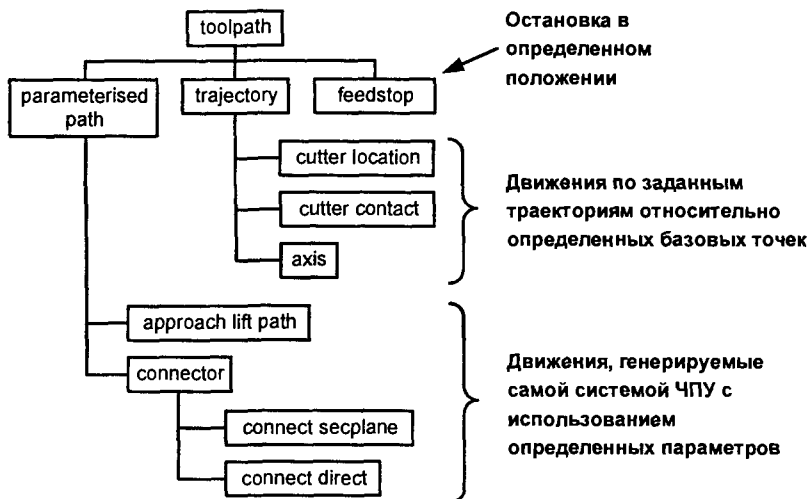 toolpath
Остановка в
определенном
положении
parameterised
path
trajectory
feedstop
cutter location
cutter contact
axis
Движения по заданным
траекториям относительно
определенных базовых точек
approach lift path
connector
connect secplane
connect direct
Движения, генерируемые
самой системой ЧПУ с
использованием
определенных параметров